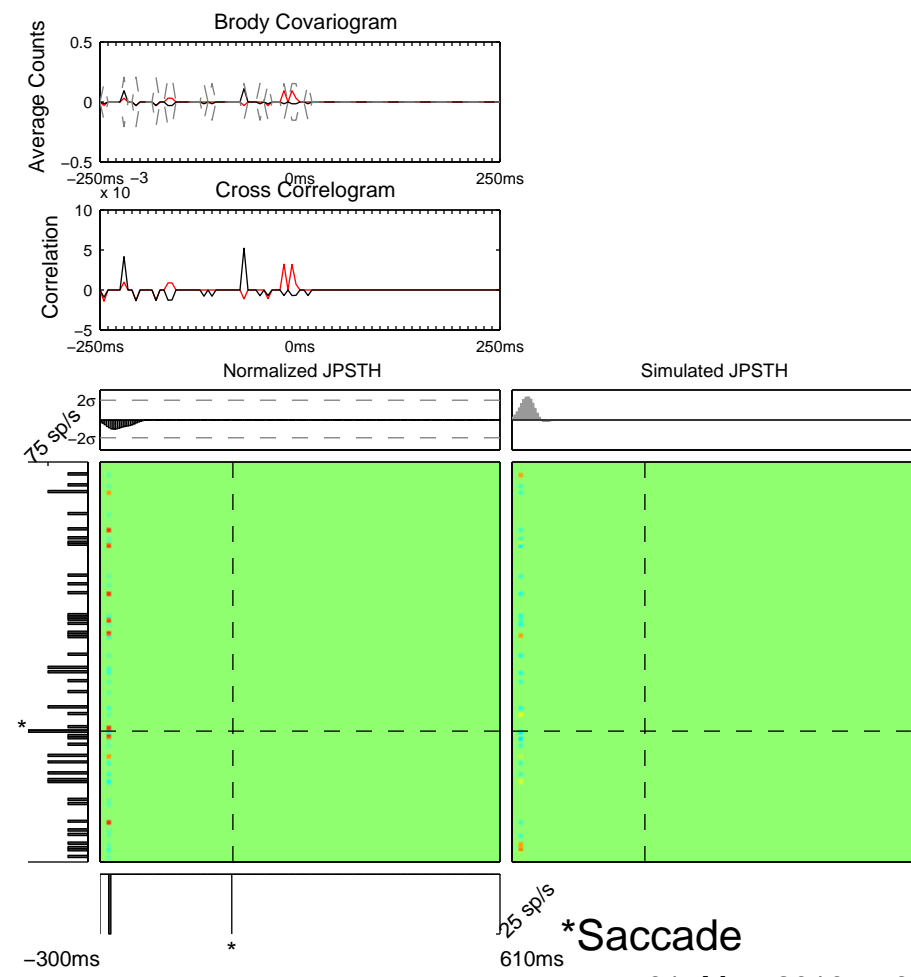 Brody Covariogram
Average Counts
0.5
0
−0.5
−250ms
0ms
250ms
x 10 −3
Cross Correlogram
Correlation
10
5
0
−5
−250ms
0ms
250ms
Normalized JPSTH
Simulated JPSTH
2σ
−2σ
75 sp/s
*
25 sp/s
*
−300ms
610ms
*Saccade